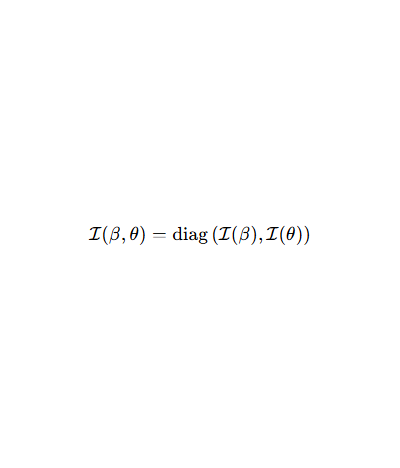 ℐ(β, θ) = diag (ℐ(β), ℐ(θ))